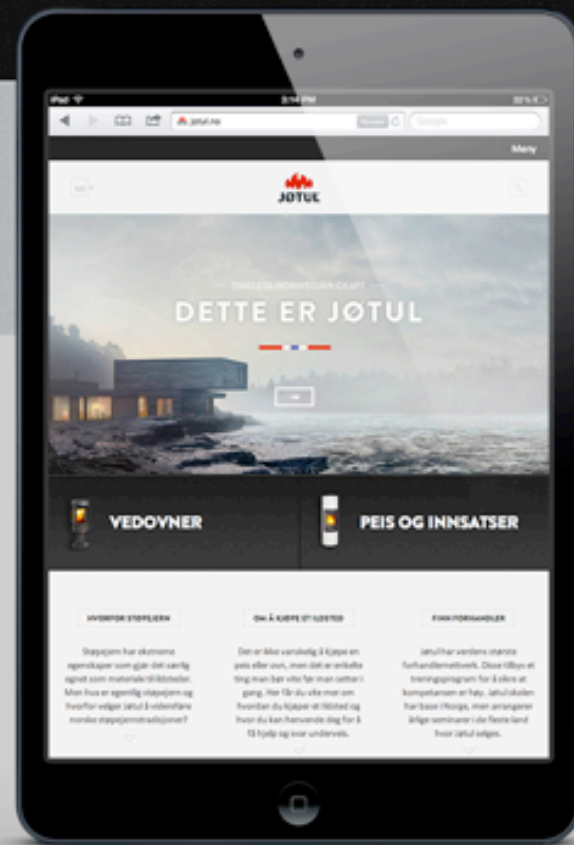 iPad
3:14 PM
jotul.no
Reader
Google
Meny
JØTUL
TIMELESS NORWEGIAN CRAFT
DETTE ER JØTUL
VEDOVNER
PEIS OG INNSATSER
HVORFOR STØPEJERN
Støpejern har ekstreme
egenskaper som gjør det særlig
egnet som materiale til ildsteder.
Men hva er egentlig støpejern og
hvorfor velger Jøtul å videreføre
norske støpejernstradisjoner?
OM Å KJØPE ET ILDSTED
Det er ikke vanskelig å kjøpe en
peis eller ovn, men det er enkelte
ting man bør vite før man setter i
gang. Her får du vite mer om
hvordan du kjøper et ildsted og
hvor du kan henvende deg for å
få hjelp og svar underveis.
FINN FORHANDLER
Jøtul har verdens største
forhandlernettverk. Disse tilbys et
treningsprogram for å sikre at
kompetansen er høy. Jøtulskolen
har base i Norge, men arrangerer
årlige seminarer i de fleste land
hvor Jøtul selges.